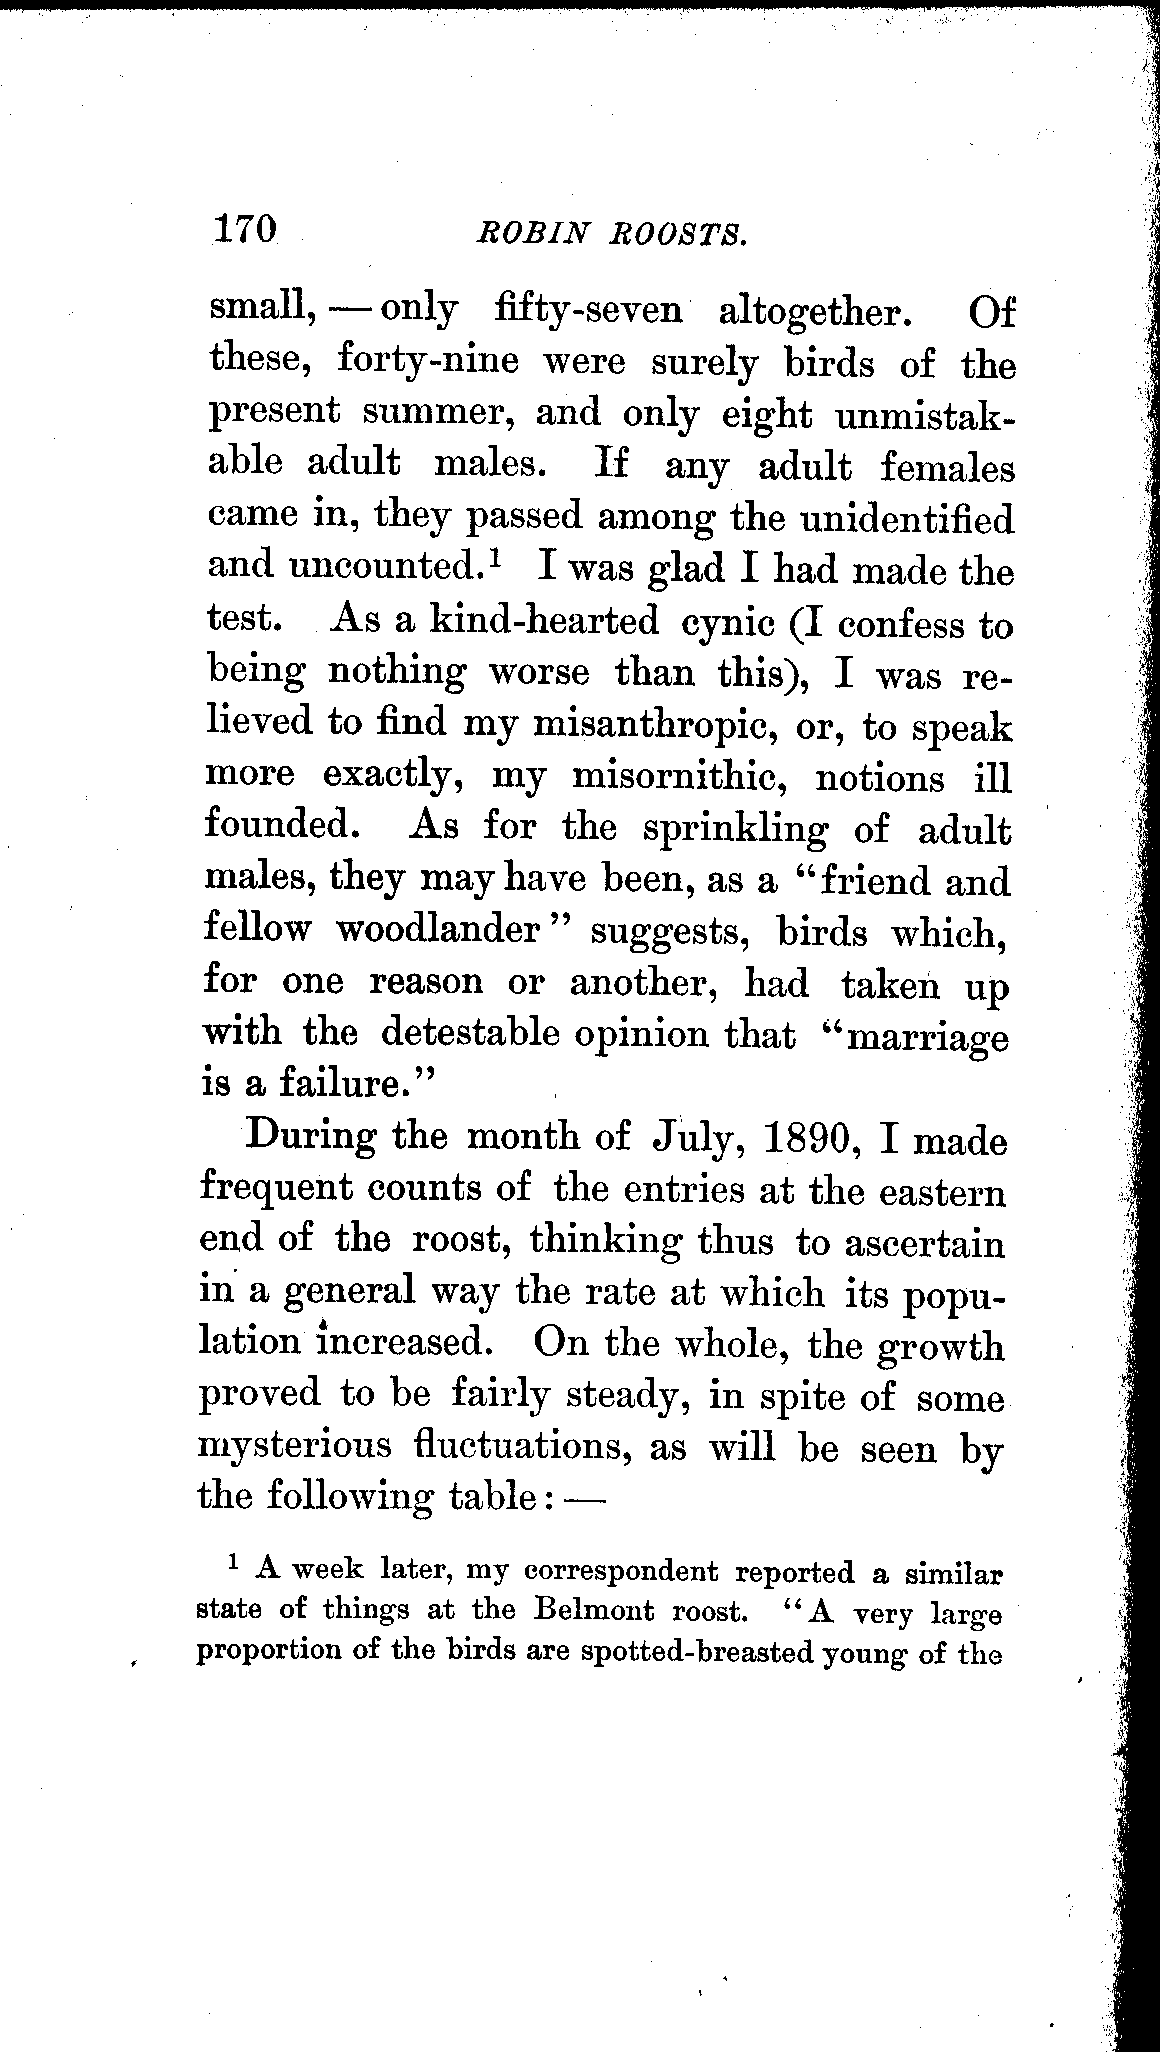 170 ROBIN ROOSTS.
small, — only fifty-seven altogether. Of
these, forty-nine were surely birds of the
present summer, and only eight unmistak-
able adult males. If any adult females
came in, they passed among the unidentified
and uncounted.¹ I was glad I had made the
test. As a kind-hearted cynic (I confess to
being nothing worse than this), I was re-
lieved to find my misanthropic, or, to speak
more exactly, my misornithic, notions ill
founded. As for the sprinkling of adult
males, they may have been, as a “friend and
fellow woodlander” suggests, birds which,
for one reason or another, had taken up
with the detestable opinion that “marriage
is a failure.”
During the month of July, 1890, I made
frequent counts of the entries at the eastern
end of the roost, thinking thus to ascertain
in a general way the rate at which its popu-
lation increased. On the whole, the growth
proved to be fairly steady, in spite of some
mysterious fluctuations, as will be seen by
the following table: —
¹ A week later, my correspondent reported a similar
state of things at the Belmont roost. “A very large
proportion of the birds are spotted-breasted young of the